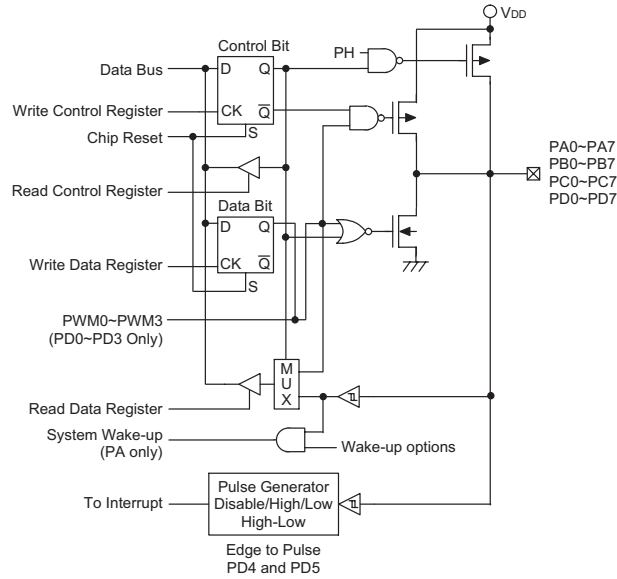 VDD
Control Bit
PH
Data Bus
D
Q
Write Control Register
CK
Q̅
Chip Reset
S
PA0~PA7
PB0~PB7
PC0~PC7
PD0~PD7
Read Control Register
Data Bit
D
Q
Write Data Register
CK
Q̅
S
PWM0~PWM3
(PD0~PD3 Only)
M
U
X
Read Data Register
System Wake-up
(PA only)
Wake-up options
To Interrupt
Pulse Generator
Disable/High/Low
High-Low
Edge to Pulse
PD4 and PD5